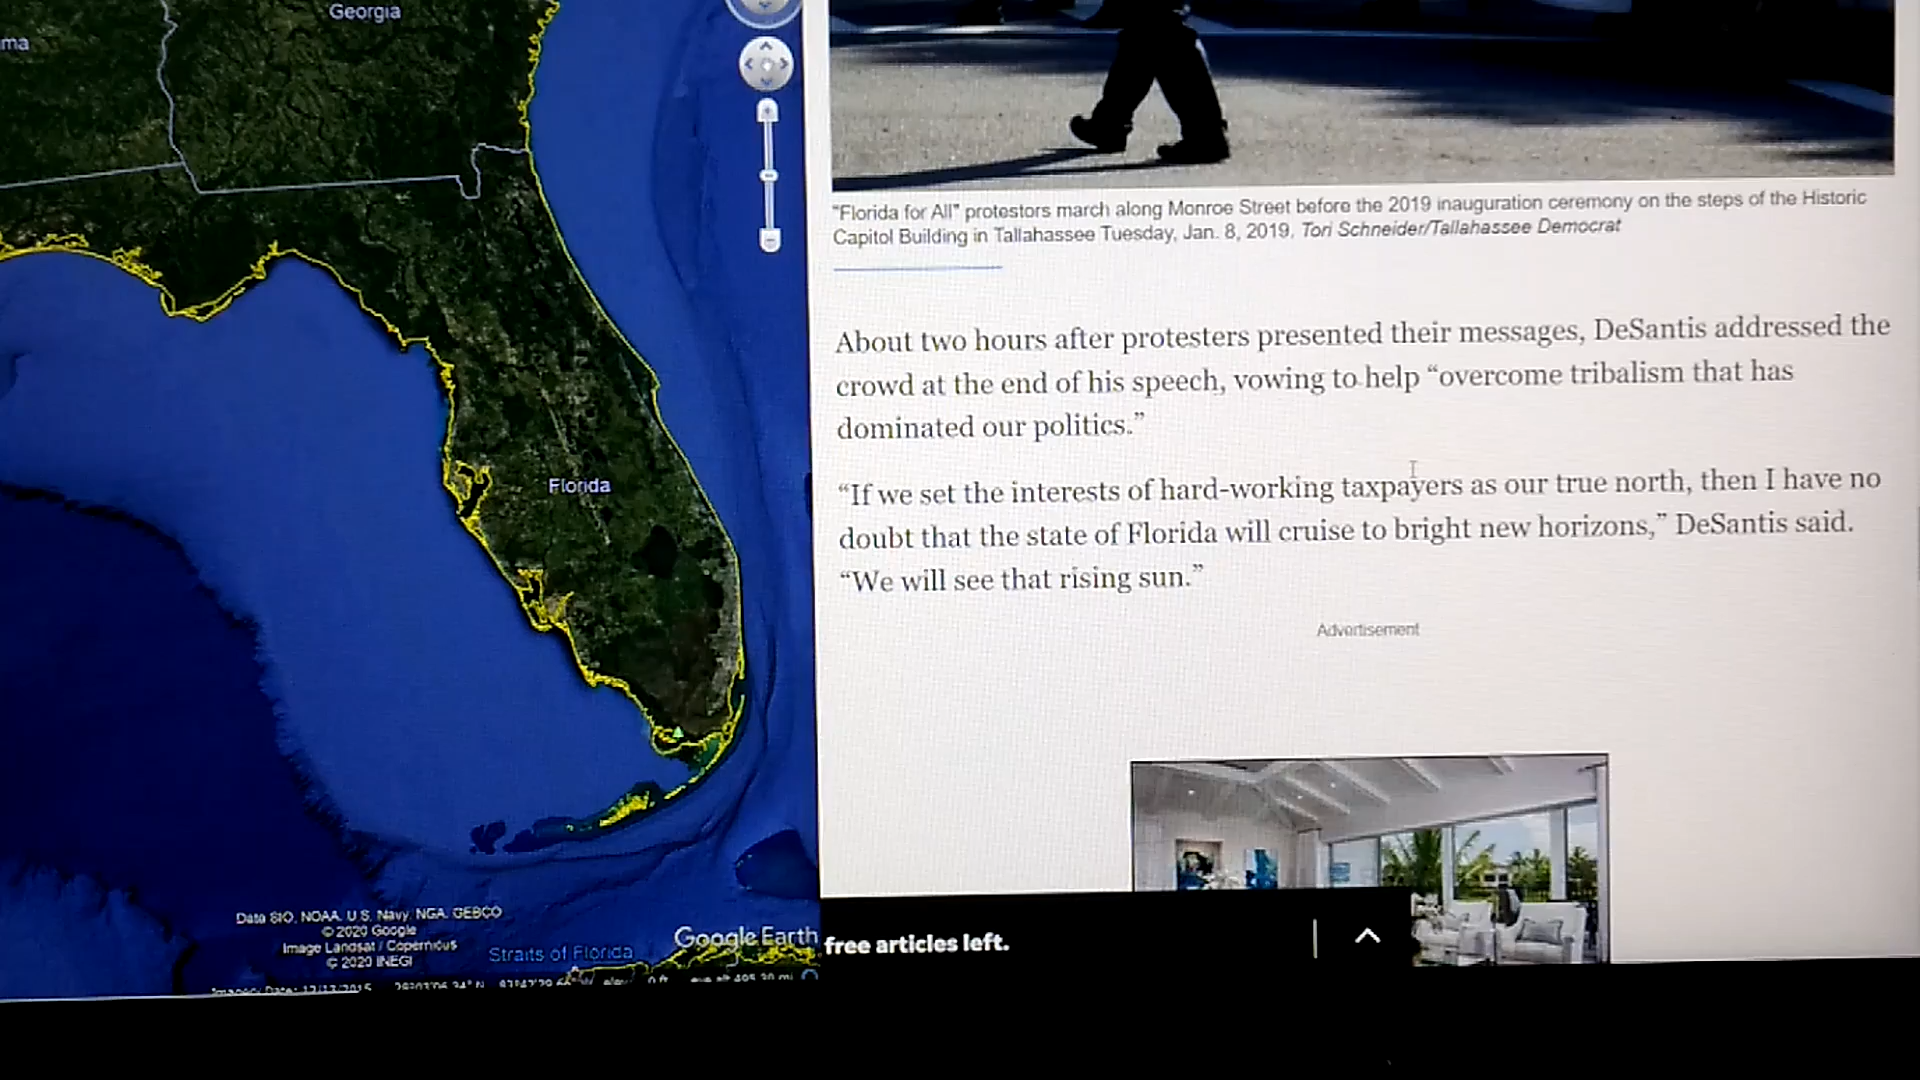 Georgia
ma
Florida
Data SIO, NOAA, U.S. Navy, NGA, GEBCO
© 2020 Google
Image Landsat / Copernicus
© 2020 INEGI
Straits of Florida
Google Earth
Imagery Date: 12/13/2015
"Florida for All" protestors march along Monroe Street before the 2019 inauguration ceremony on the steps of the Historic
Capitol Building in Tallahassee Tuesday, Jan. 8, 2019. Tori Schneider/Tallahassee Democrat
About two hours after protesters presented their messages, DeSantis addressed the
crowd at the end of his speech, vowing to help “overcome tribalism that has
dominated our politics.”
“If we set the interests of hard-working taxpayers as our true north, then I have no
doubt that the state of Florida will cruise to bright new horizons,” DeSantis said.
“We will see that rising sun.”
Advertisement
free articles left.